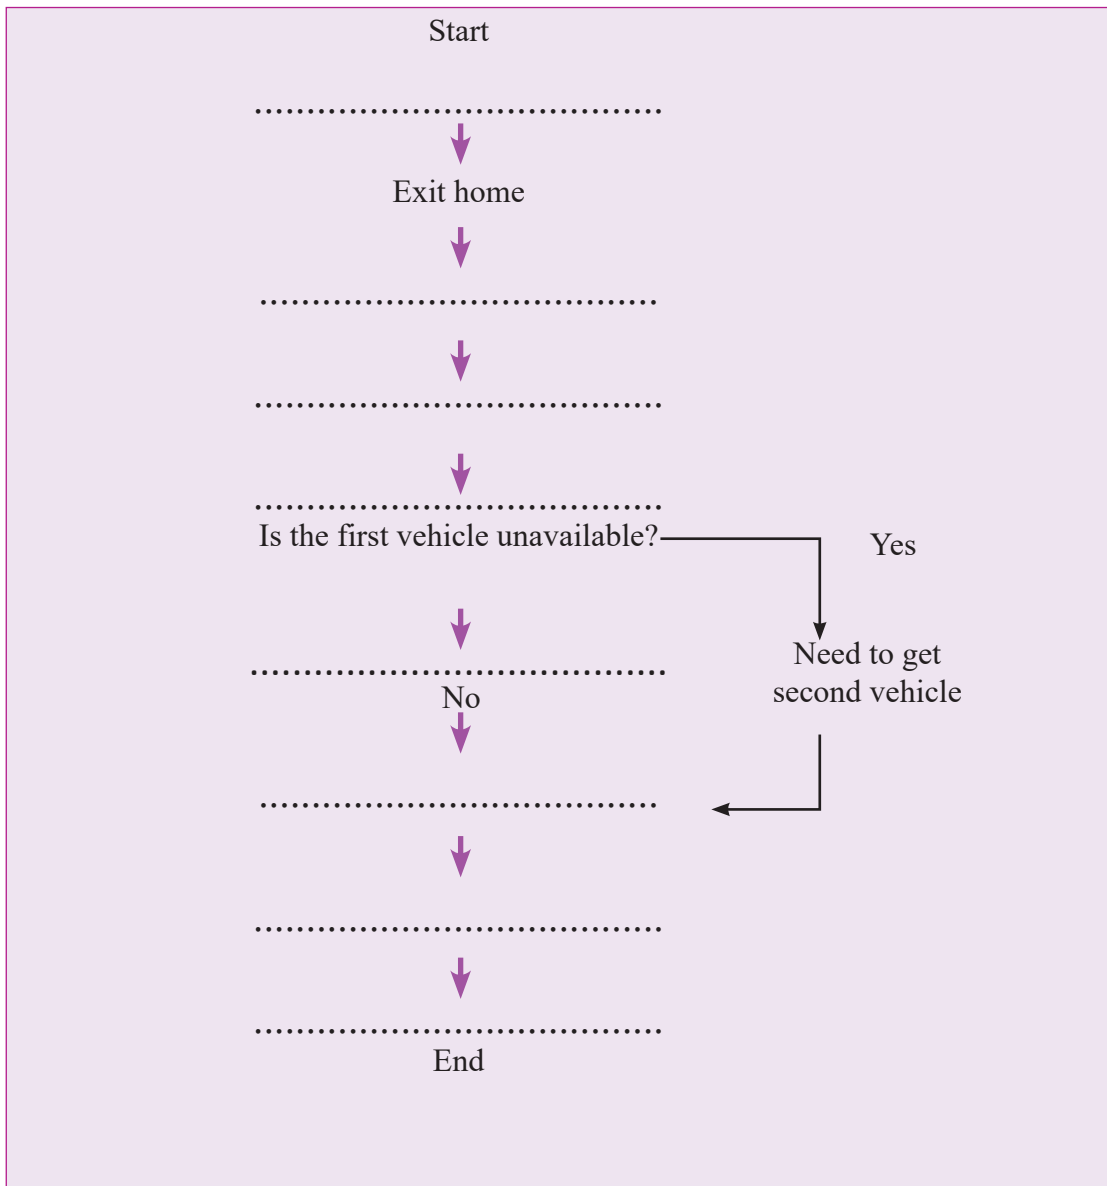 Start
Exit home
Is the first vehicle unavailable?
Yes
Need to get
second vehicle
No
End